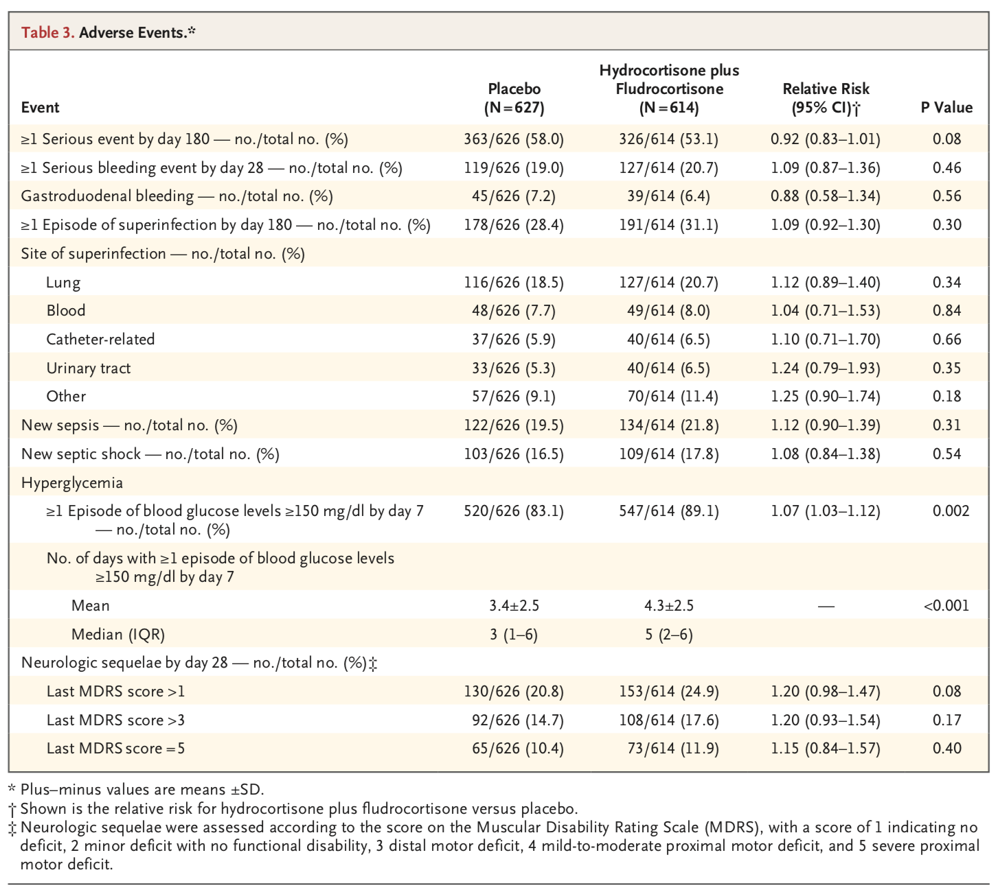 Table 3. Adverse Events.*
Event
Placebo
(N=627)
Hydrocortisone plus
Fludrocortisone
(N=614)
Relative Risk
(95% CI)†
P Value
≥1 Serious event by day 180 — no./total no. (%) 363/626 (58.0) 326/614 (53.1) 0.92 (0.83–1.01) 0.08
≥1 Serious bleeding event by day 28 — no./total no. (%) 119/626 (19.0) 127/614 (20.7) 1.09 (0.87–1.36) 0.46
Gastroduodenal bleeding — no./total no. (%) 45/626 (7.2) 39/614 (6.4) 0.88 (0.58–1.34) 0.56
≥1 Episode of superinfection by day 180 — no./total no. (%) 178/626 (28.4) 191/614 (31.1) 1.09 (0.92–1.30) 0.30
Site of superinfection — no./total no. (%)
Lung 116/626 (18.5) 127/614 (20.7) 1.12 (0.89–1.40) 0.34
Blood 48/626 (7.7) 49/614 (8.0) 1.04 (0.71–1.53) 0.84
Catheter-related 37/626 (5.9) 40/614 (6.5) 1.10 (0.71–1.70) 0.66
Urinary tract 33/626 (5.3) 40/614 (6.5) 1.24 (0.79–1.93) 0.35
Other 57/626 (9.1) 70/614 (11.4) 1.25 (0.90–1.74) 0.18
New sepsis — no./total no. (%) 122/626 (19.5) 134/614 (21.8) 1.12 (0.90–1.39) 0.31
New septic shock — no./total no. (%) 103/626 (16.5) 109/614 (17.8) 1.08 (0.84–1.38) 0.54
Hyperglycemia
≥1 Episode of blood glucose levels ≥150 mg/dl by day 7 520/626 (83.1) 547/614 (89.1) 1.07 (1.03–1.12) 0.002
— no./total no. (%)
No. of days with ≥1 episode of blood glucose levels
≥150 mg/dl by day 7
Mean 3.4±2.5 4.3±2.5 — <0.001
Median (IQR) 3 (1–6) 5 (2–6)
Neurologic sequelae by day 28 — no./total no. (%)‡
Last MDRS score >1 130/626 (20.8) 153/614 (24.9) 1.20 (0.98–1.47) 0.08
Last MDRS score >3 92/626 (14.7) 108/614 (17.6) 1.20 (0.93–1.54) 0.17
Last MDRS score =5 65/626 (10.4) 73/614 (11.9) 1.15 (0.84–1.57) 0.40
* Plus–minus values are means ±SD.
† Shown is the relative risk for hydrocortisone plus fludrocortisone versus placebo.
‡ Neurologic sequelae were assessed according to the score on the Muscular Disability Rating Scale (MDRS), with a score of 1 indicating no
deficit, 2 minor deficit with no functional disability, 3 distal motor deficit, 4 mild-to-moderate proximal motor deficit, and 5 severe proximal
motor deficit.